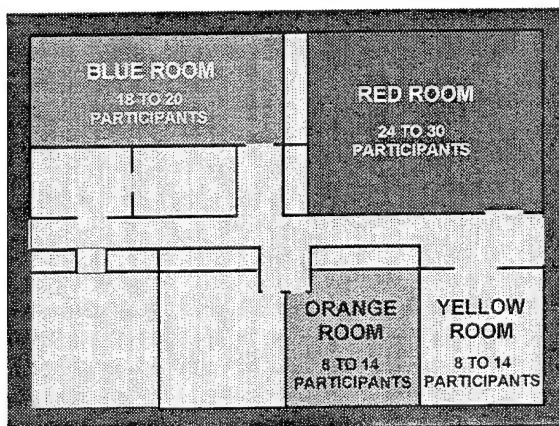 BLUE ROOM
18 TO 20
PARTICIPANTS
RED ROOM
24 TO 30
PARTICIPANTS
ORANGE
ROOM
8 TO 14
PARTICIPANTS
YELLOW
ROOM
8 TO 14
PARTICIPANTS